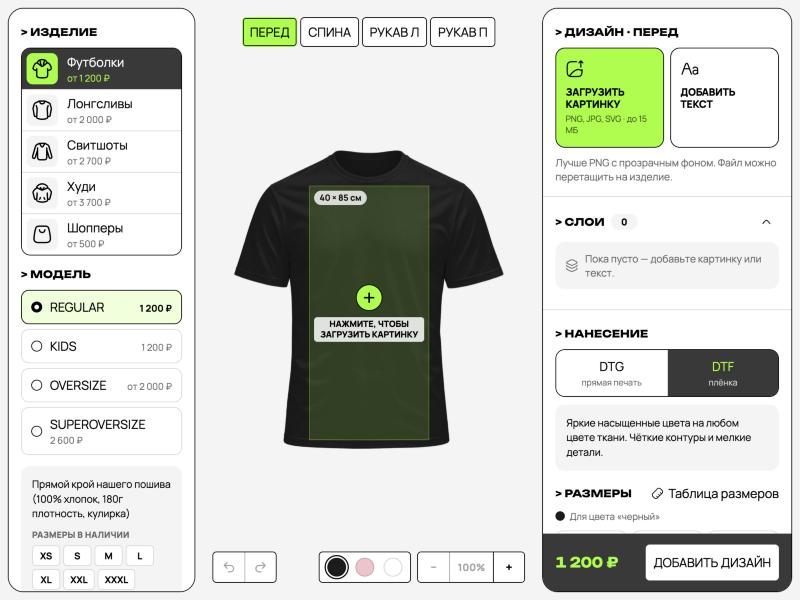 > ИЗДЕЛИЕ
Футболки
от 1 200 ₽
Лонгсливы
от 2 000 ₽
Свитшоты
от 2 700 ₽
Худи
от 3 700 ₽
Шопперы
от 500 ₽
> МОДЕЛЬ
REGULAR 1 200 ₽
KIDS 1 200 ₽
OVERSIZE от 2 000 ₽
SUPEROVERSIZE
2 600 ₽
Прямой крой нашего пошива
(100% хлопок, 180г
плотность, кулирка)
РАЗМЕРЫ В НАЛИЧИИ
XS S M L
XL XXL XXXL
ПЕРЕД СПИНА РУКАВ Л РУКАВ П
40 × 85 см
НАЖМИТЕ, ЧТОБЫ
ЗАГРУЗИТЬ КАРТИНКУ
− 100% +
> ДИЗАЙН · ПЕРЕД
ЗАГРУЗИТЬ
КАРТИНКУ
PNG, JPG, SVG · до 15
МБ
Aa
ДОБАВИТЬ
ТЕКСТ
Лучше PNG с прозрачным фоном. Файл можно
перетащить на изделие.
> СЛОИ 0
Пока пусто — добавьте картинку или
текст.
> НАНЕСЕНИЕ
DTG
прямая печать
DTF
плёнка
Яркие насыщенные цвета на любом
цвете ткани. Чёткие контуры и мелкие
детали.
> РАЗМЕРЫ Таблица размеров
Для цвета «черный»
1 200 ₽ ДОБАВИТЬ ДИЗАЙН